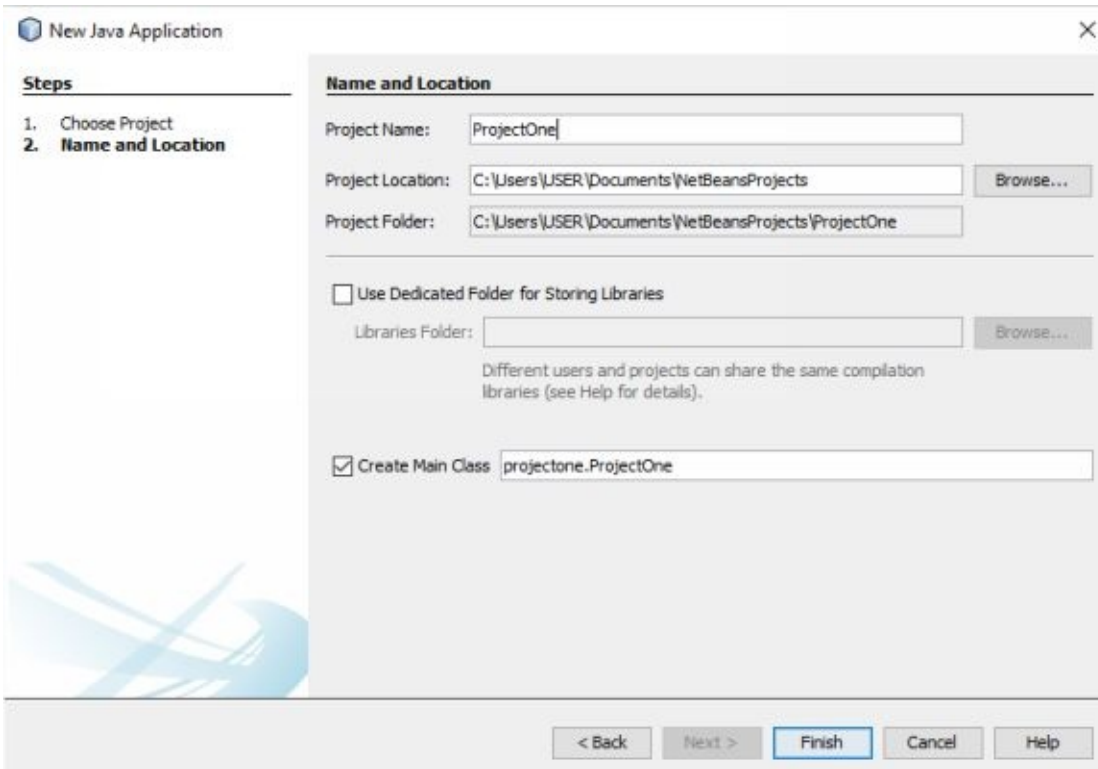 New Java Application
Steps
1. Choose Project
2. Name and Location
Name and Location
Project Name: ProjectOne
Project Location: C:\Users\USER\Documents\NetBeansProjects Browse...
Project Folder: C:\Users\USER\Documents\NetBeansProjects\ProjectOne
Use Dedicated Folder for Storing Libraries
Libraries Folder: Browse...
Different users and projects can share the same compilation
libraries (see Help for details).
Create Main Class projectone.ProjectOne
< Back Next > Finish Cancel Help